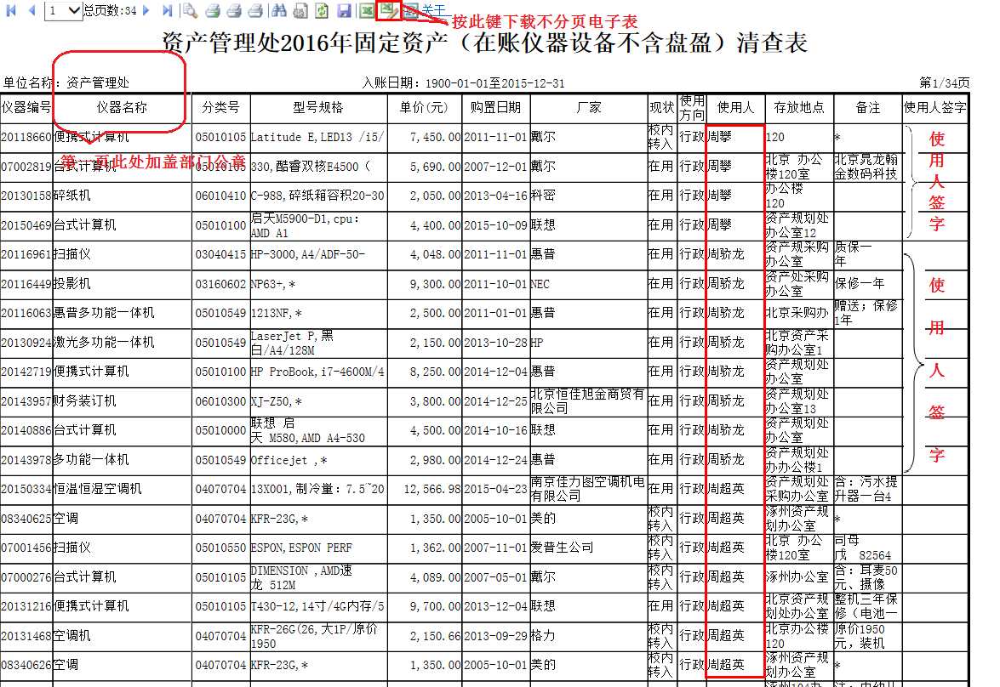 1 总页数:34 关于
按此键下载不分页电子表
资产管理处2016年固定资产（在账仪器设备不含盘盈）清查表
单位名称：资产管理处 入账日期：1900-01-01至2015-12-31 第1/34页
仪器编号 仪器名称 分类号 型号规格 单价(元) 购置日期 厂家 现状 使用方向 使用人 存放地点 备注 使用人签字
20118660 便携式计算机 05010105 Latitude E,LED13 /i5/ 7,450.00 2011-11-01 戴尔 校内转入 行政 周攀 120 *
第一页此处加盖部门公章
07002819 台式计算机 05010105 330,酷睿双核E4500（ 5,690.00 2007-12-01 戴尔 在用 行政 周攀 北京 办公楼120室 北京晁龙翰金数码科技
20130158 碎纸机 06010410 C-988,碎纸箱容积20-30 2,050.00 2013-04-16 科密 在用 行政 周攀 办公楼120
20150469 台式计算机 05010100 启天M5900-D1,cpu：AMD A1 4,400.00 2015-10-09 联想 在用 行政 周攀 资产规划处办公室12
使用人签字
20116961 扫描仪 03040415 HP-3000,A4/ADF-50- 4,048.00 2011-11-01 惠普 在用 行政 周骄龙 资产规采购办公室 质保一年
20116449 投影机 03160602 NP63+,* 9,300.00 2011-10-01 NEC 在用 行政 周骄龙 资产处采购办公室 保修一年
20116063 惠普多功能一体机 05010549 1213NF,* 2,500.00 2011-01-01 惠普 在用 行政 周骄龙 北京采购办 赠送；保修1年
20130924 激光多功能一体机 05010549 LaserJet P,黑白/A4/128M 2,150.00 2013-10-28 HP 在用 行政 周骄龙 北京资产采购办公室1
20142719 便携式计算机 05010100 HP ProBook,i7-4600M/4 8,250.00 2014-12-04 惠普 在用 行政 周骄龙 资产规划处办公室
20143957 财务装订机 06010300 XJ-Z50,* 3,800.00 2014-12-25 北京恒佳旭金商贸有限公司 在用 行政 周骄龙 资产规划处办公室13
20140886 台式计算机 05010000 联想 启天 M580,AMD A4-530 4,500.00 2014-10-16 联想 在用 行政 周骄龙 资产规划处办公室
20143978 多功能一体机 05010549 Officejet ,* 2,980.00 2014-12-24 惠普 在用 行政 周骄龙 资产规划处办办公楼1
使用人签字
20150334 恒温恒湿空调机 04070704 13X001,制冷量：7.5~20 12,566.98 2015-04-23 南京佳力图空调机电有限公司 在用 行政 周超英 资产规划处采购办公室 含：污水提升器一台4
08340625 空调 04070704 KFR-23G,* 1,350.00 2005-10-01 美的 校内转入 行政 周超英 涿州资产规划办公室 *
07001456 扫描仪 05010550 ESPON,ESPON PERF 1,362.00 2007-11-01 爱普生公司 校内转入 行政 周超英 北京 办公楼120室 司母戊 82564
07000276 台式计算机 05010105 DIMENSION ,AMD速龙 512M 4,089.00 2007-05-01 戴尔 校内转入 行政 周超英 涿州办公室 含：耳麦50元、摄像
20131216 便携式计算机 05010105 T430-12,14寸/4G内存/5 9,700.00 2013-12-04 联想 在用 行政 周超英 北京资产规划处办公室 整机三年保修（电池一
20131468 空调机 04070704 KFR-26G(26,大1P/原价1950 2,150.66 2013-09-29 格力 校内转入 行政 周超英 北京办公楼120 原价1950元，装机
08340626 空调 04070704 KFR-23G,* 1,350.00 2005-10-01 美的 校内转入 行政 周超英 涿州资产规划办公室 *